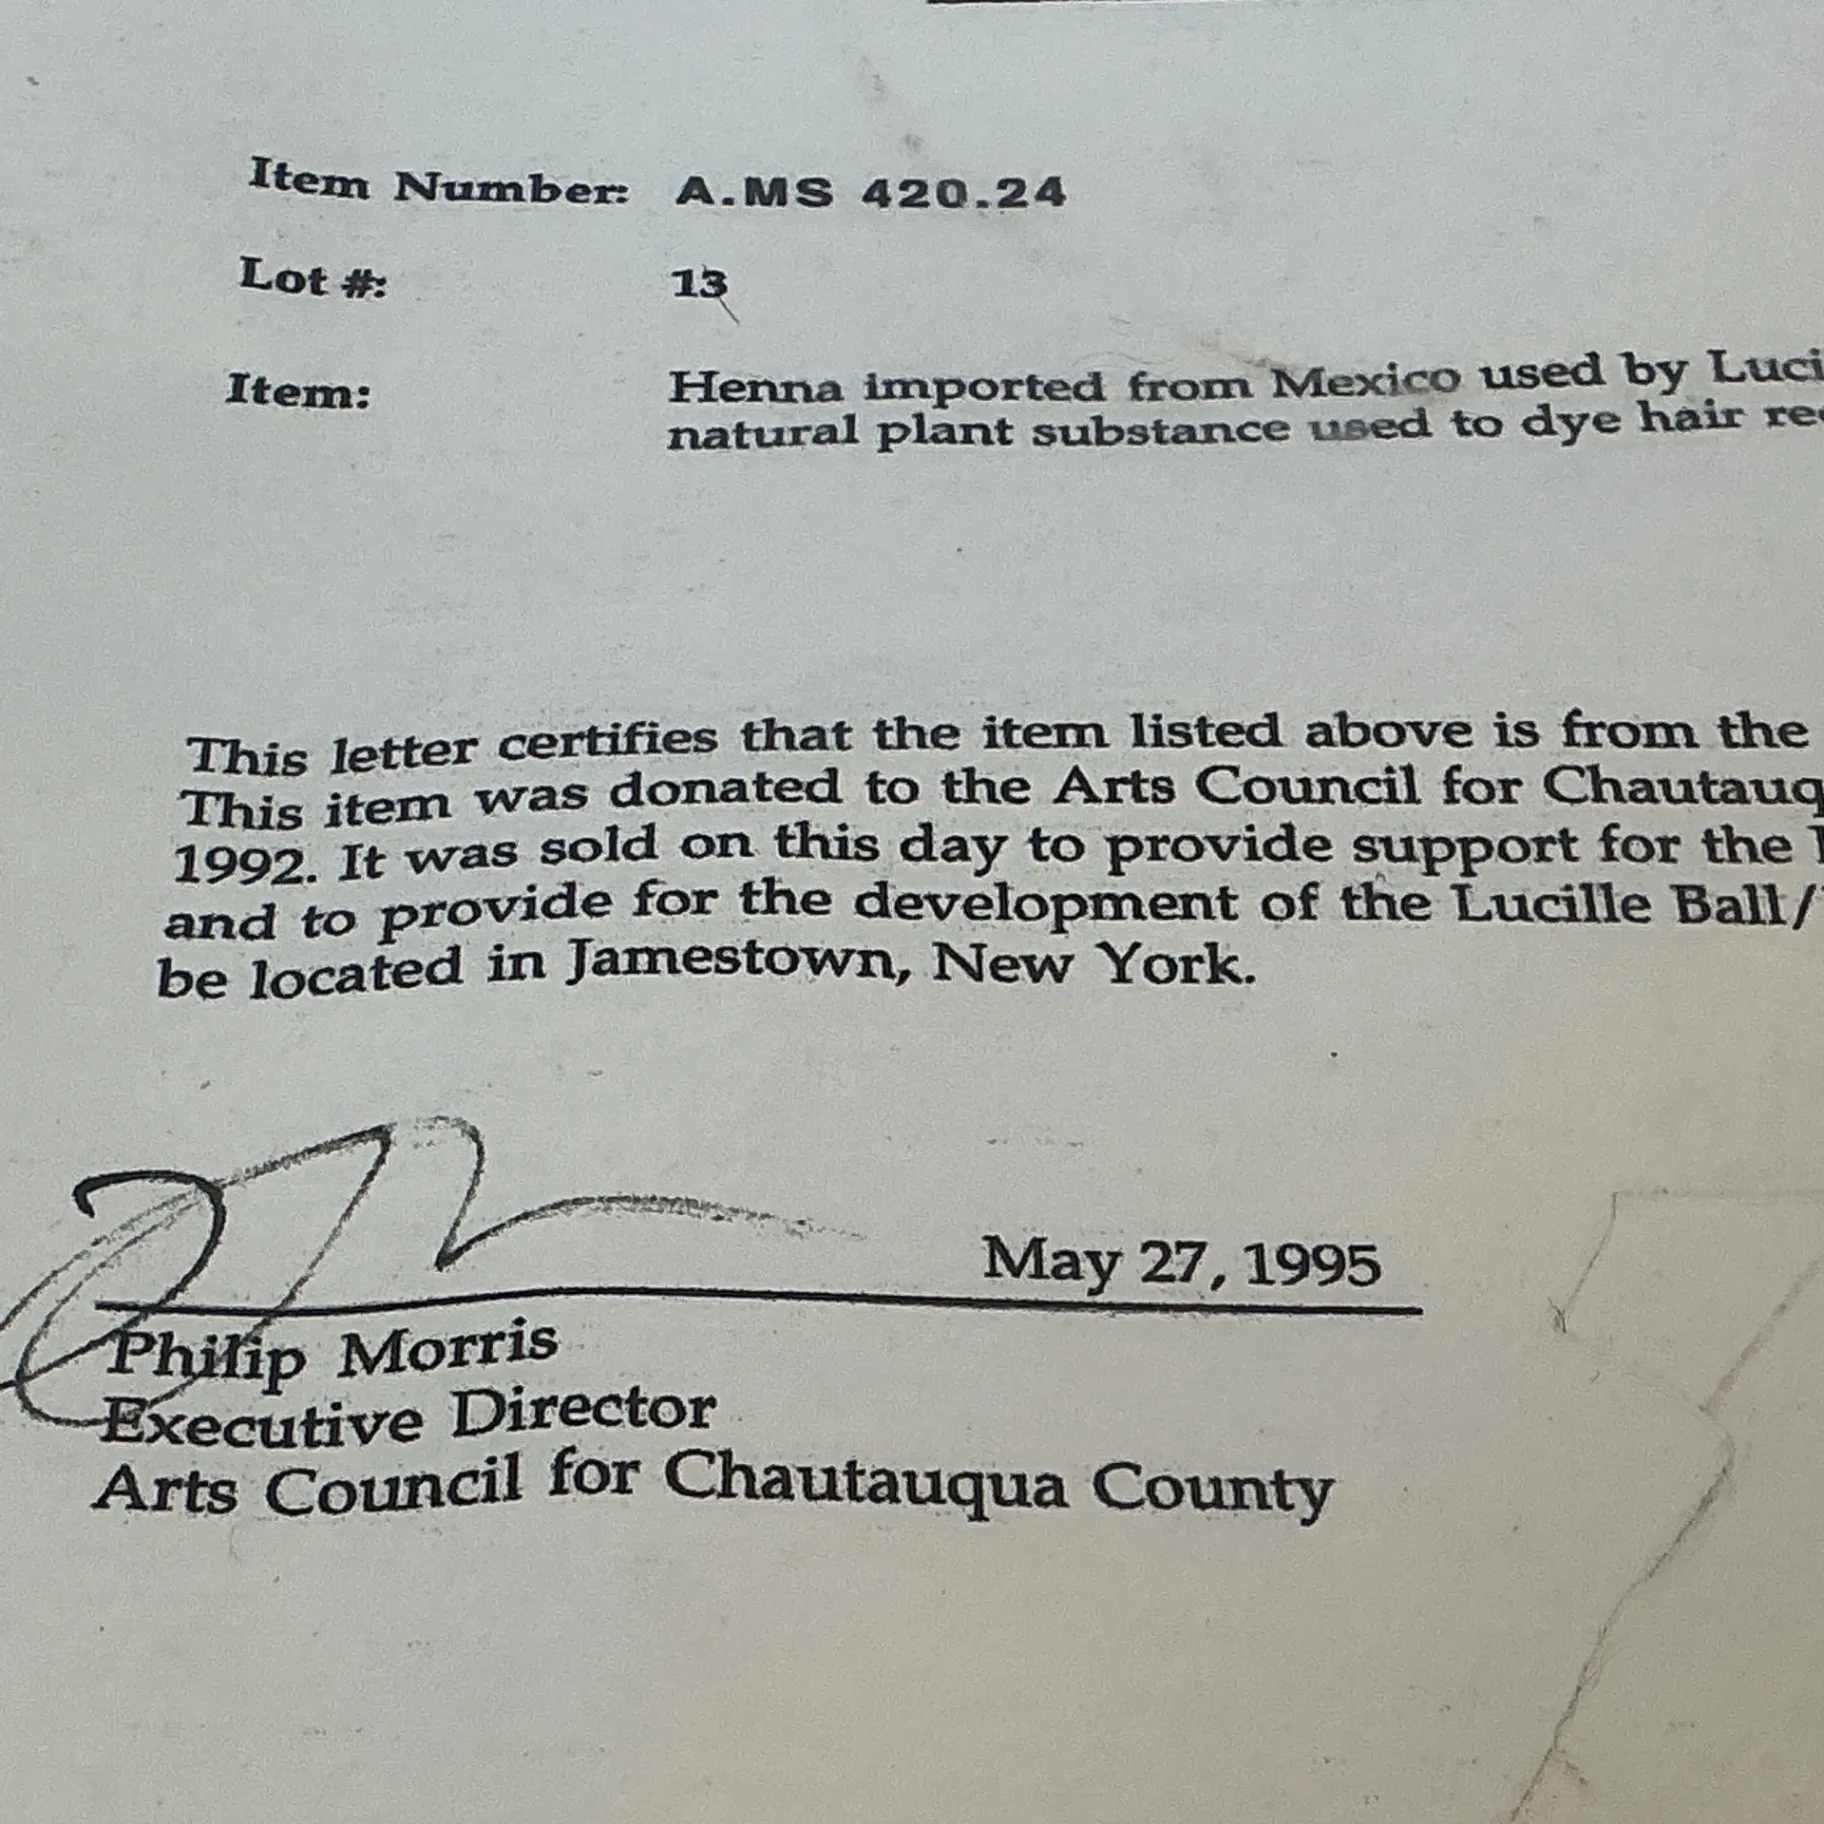 Item Number: A.MS 420.24
Lot #: 13
Item: Henna imported from Mexico used by Luci
natural plant substance used to dye hair re
This letter certifies that the item listed above is from the
This item was donated to the Arts Council for Chautauq
1992. It was sold on this day to provide support for the
and to provide for the development of the Lucille Ball/
be located in Jamestown, New York.
May 27, 1995
Philip Morris
Executive Director
Arts Council for Chautauqua County